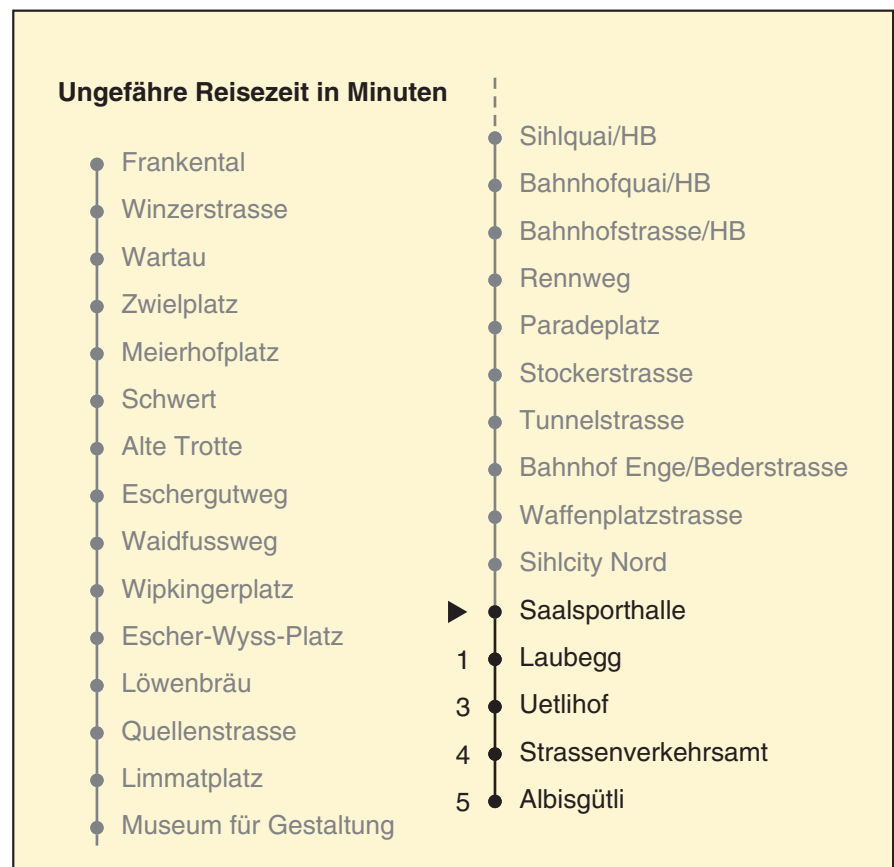 Ungefähre Reisezeit in Minuten
Frankental
Winzerstrasse
Wartau
Zwielplatz
Meierhofplatz
Schwert
Alte Trotte
Eschergutweg
Waidfussweg
Wipkingerplatz
Escher-Wyss-Platz
Löwenbräu
Quellenstrasse
Limmatplatz
Museum für Gestaltung
Sihlquai/HB
Bahnhofquai/HB
Bahnhofstrasse/HB
Rennweg
Paradeplatz
Stockerstrasse
Tunnelstrasse
Bahnhof Enge/Bederstrasse
Waffenplatzstrasse
Sihlcity Nord
Saalsporthalle
1 Laubegg
3 Uetlihof
4 Strassenverkehrsamt
5 Albisgütli